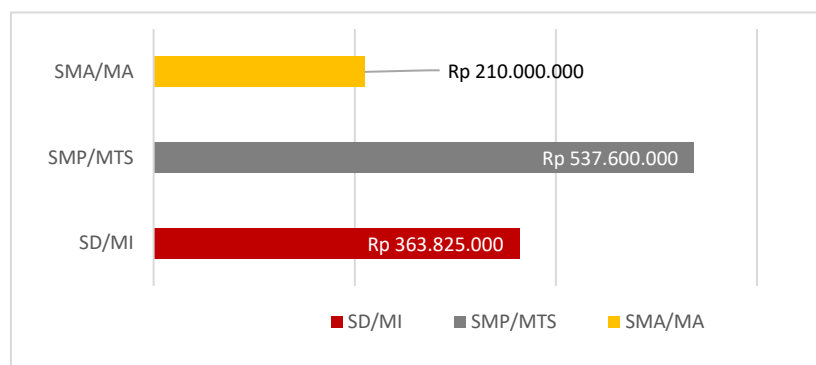 SMA/MA
Rp 210.000.000
SMP/MTS
Rp 537.600.000
SD/MI
Rp 363.825.000
SD/MI
SMP/MTS
SMA/MA